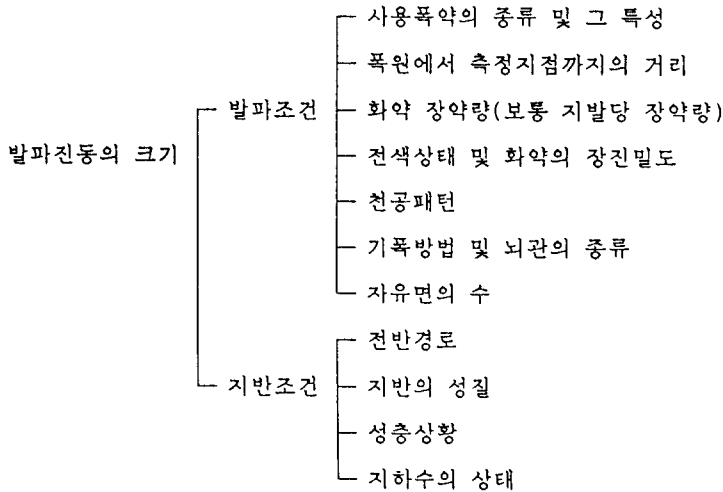 사용폭약의 종류 및 그 특성
폭원에서 측정지점까지의 거리
발파조건
화약 장약량(보통 지발당 장약량)
발파진동의 크기
전색상태 및 화약의 장진밀도
천공패턴
기폭방법 및 뇌관의 종류
자유면의 수
전반경로
지반조건
지반의 성질
성층상황
지하수의 상태